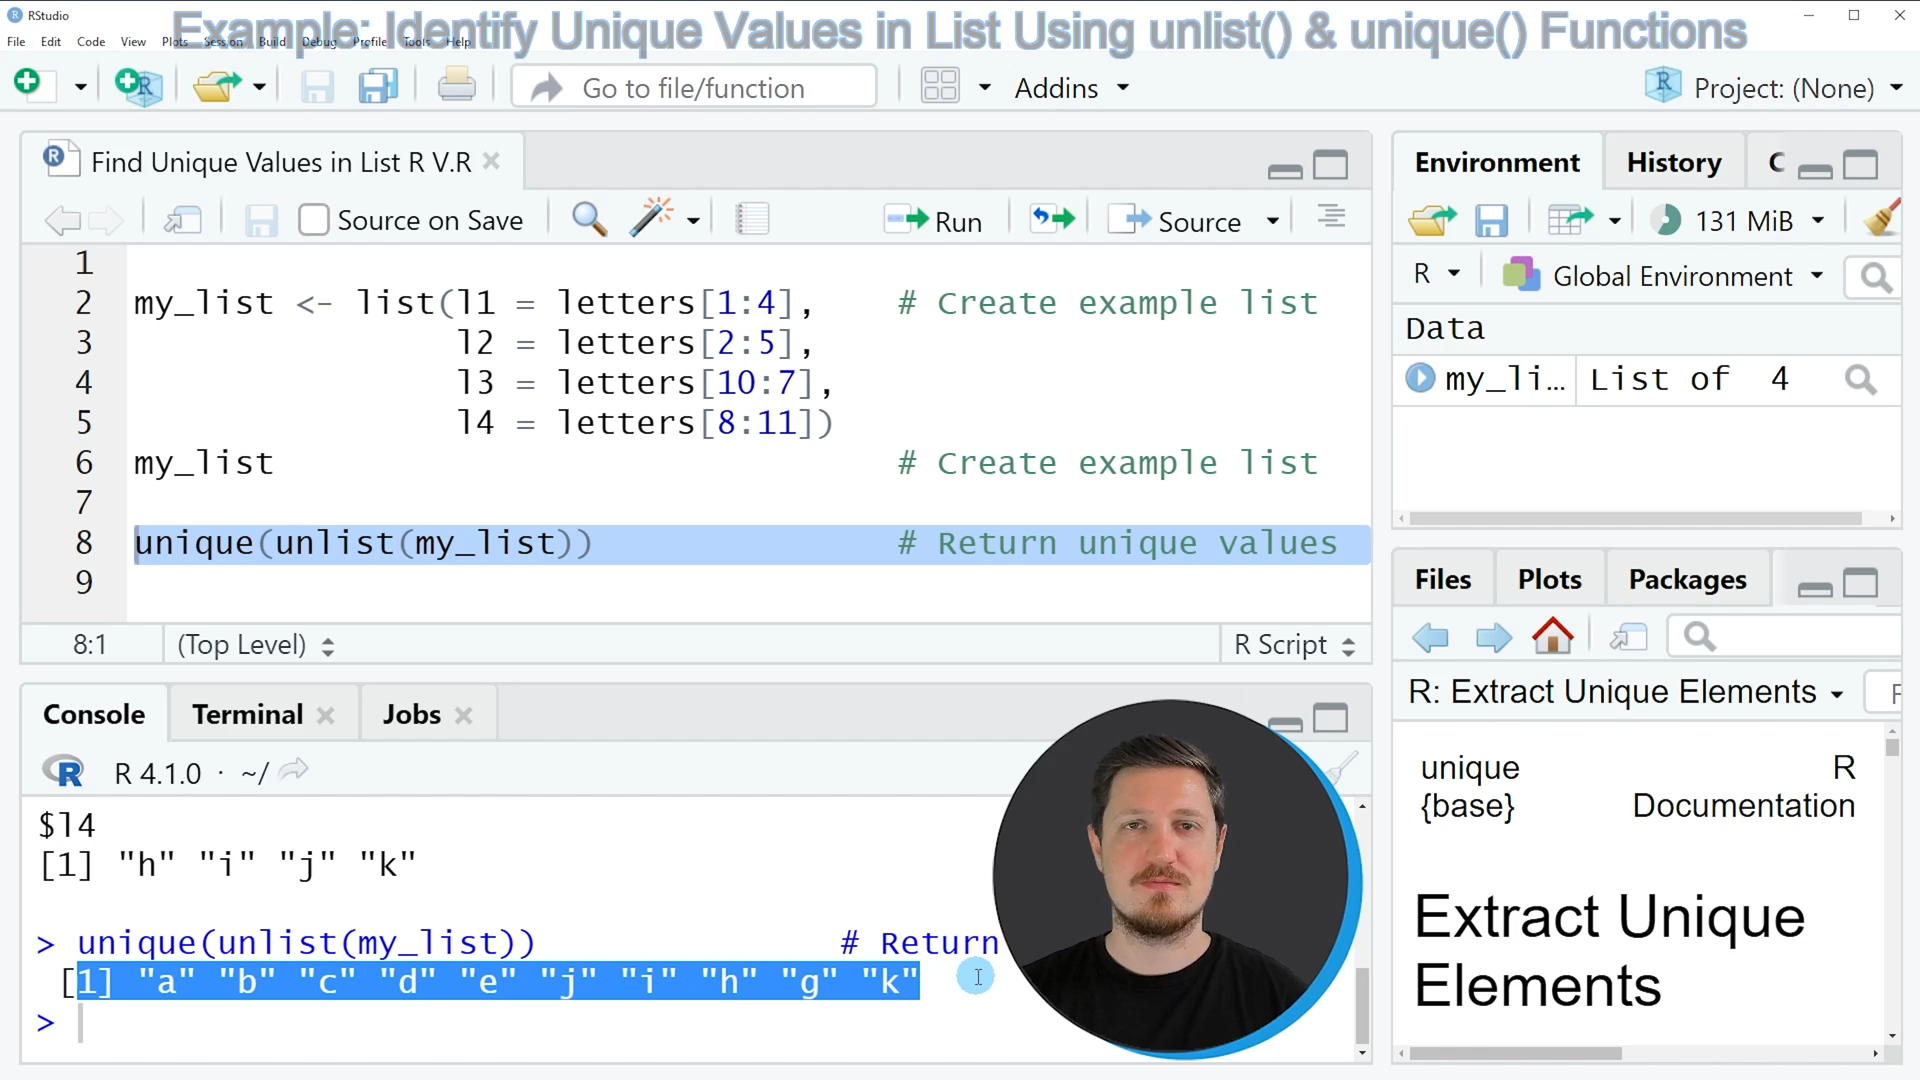 RStudio
Example: Identify Unique Values in List Using unlist() & unique() Functions
File Edit Code View Plots Session Build Debug Profile Tools Help
Go to file/function
Addins
Project: (None)
Find Unique Values in List R V.R
Source on Save
Run
Source
1
2 my_list <- list(l1 = letters[1:4], # Create example list
3 l2 = letters[2:5],
4 l3 = letters[10:7],
5 l4 = letters[8:11])
6 my_list # Create example list
7
8 unique(unlist(my_list)) # Return unique values
9
8:1 (Top Level) R Script
Console Terminal Jobs
R 4.1.0 · ~/
$l4
[1] "h" "i" "j" "k"
> unique(unlist(my_list)) # Return
[1] "a" "b" "c" "d" "e" "j" "i" "h" "g" "k"
>
Environment History C
131 MiB
R Global Environment
Data
my_li... List of 4
Files Plots Packages
R: Extract Unique Elements F
unique R
{base} Documentation
Extract Unique
Elements